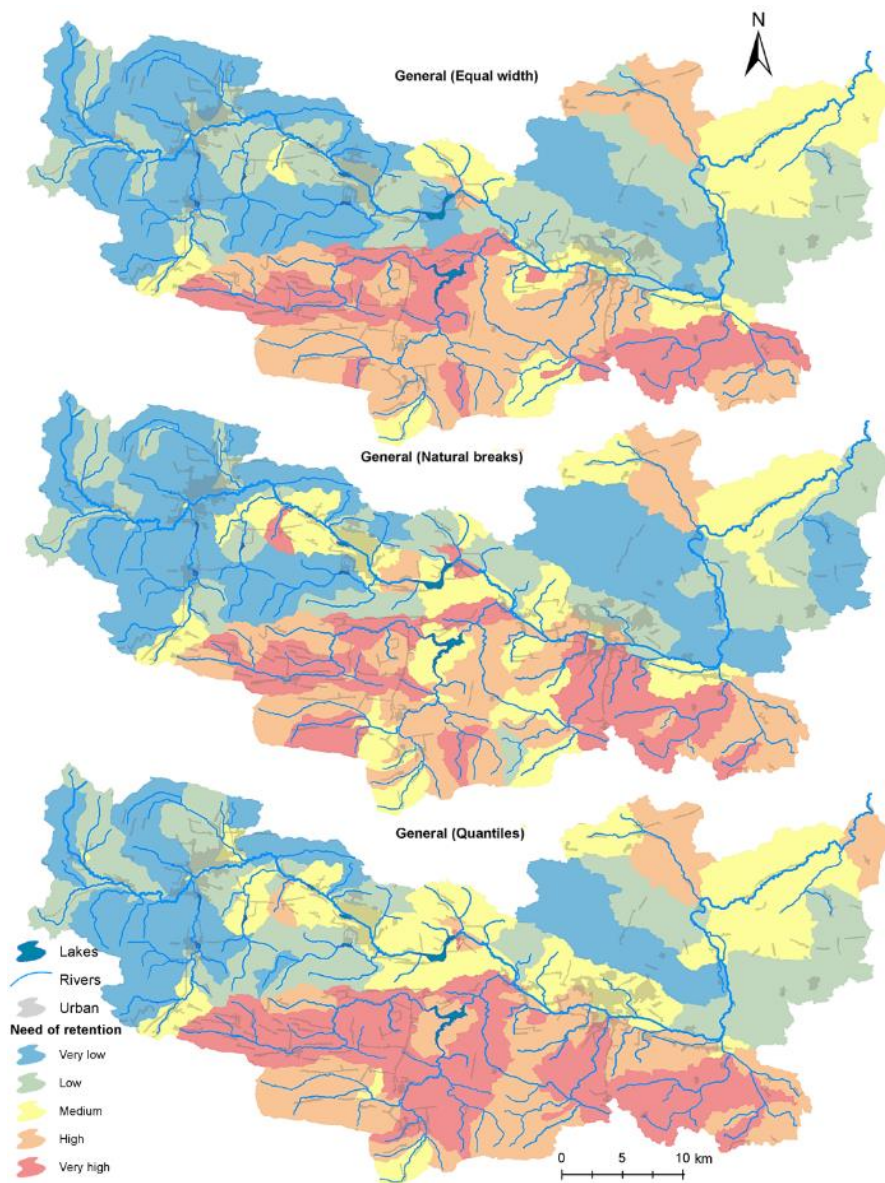 N
General (Equal width)
General (Natural breaks)
General (Quantiles)
Lakes
Rivers
Urban
Need of retention
Very low
Low
Medium
High
Very high
0 5 10 km